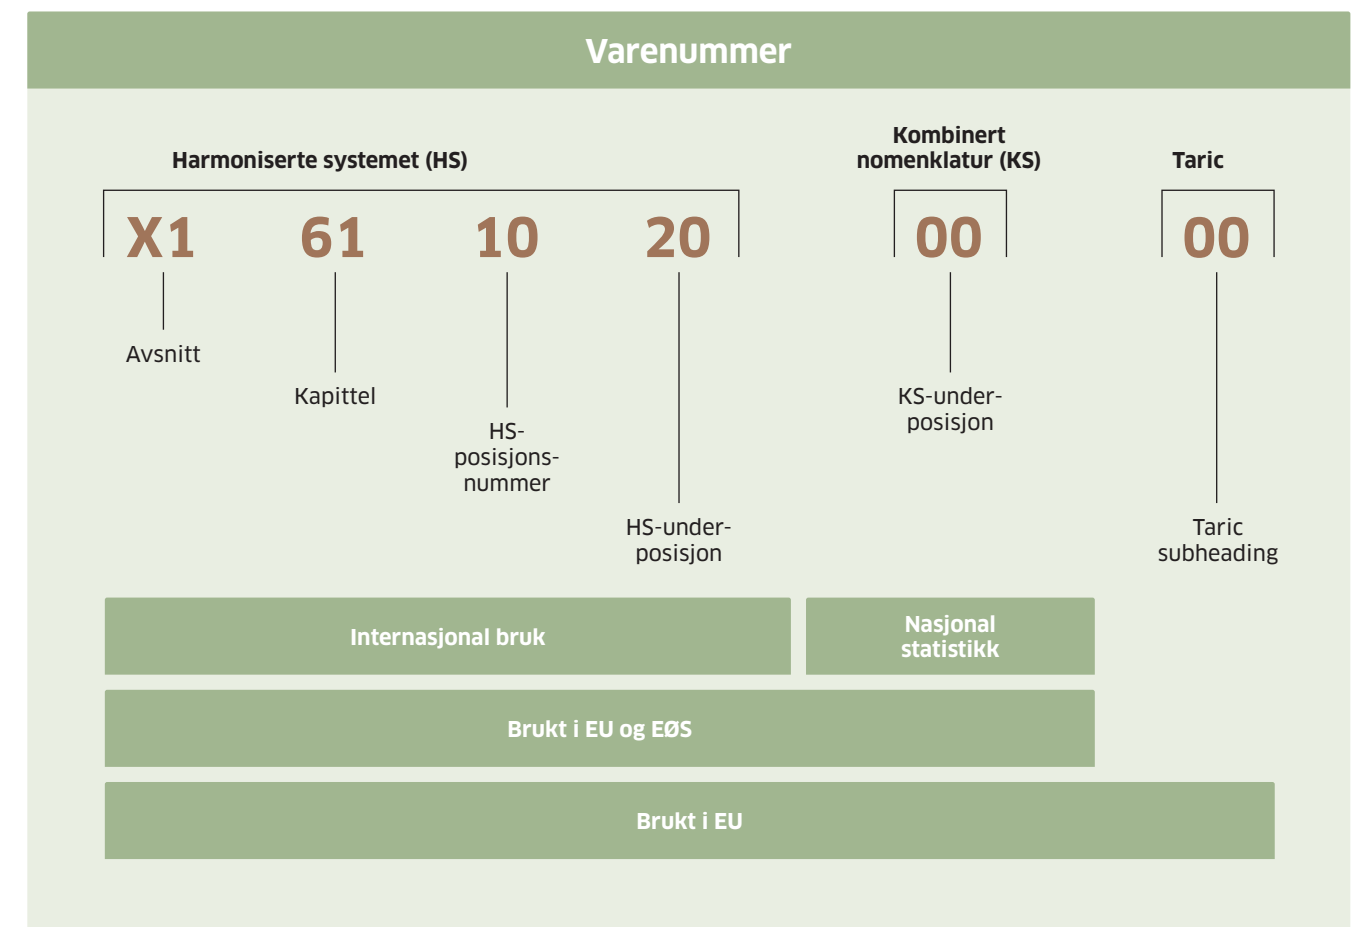 Varenummer
Harmoniserte systemet (HS)
Kombinert
nomenklatur (KS)
Taric
X1 61 10 20 00 00
Avsnitt
Kapittel
HS-
posisjons-
nummer
HS-under-
posisjon
KS-under-
posisjon
Taric
subheading
Internasjonal bruk
Nasjonal
statistikk
Brukt i EU og EØS
Brukt i EU